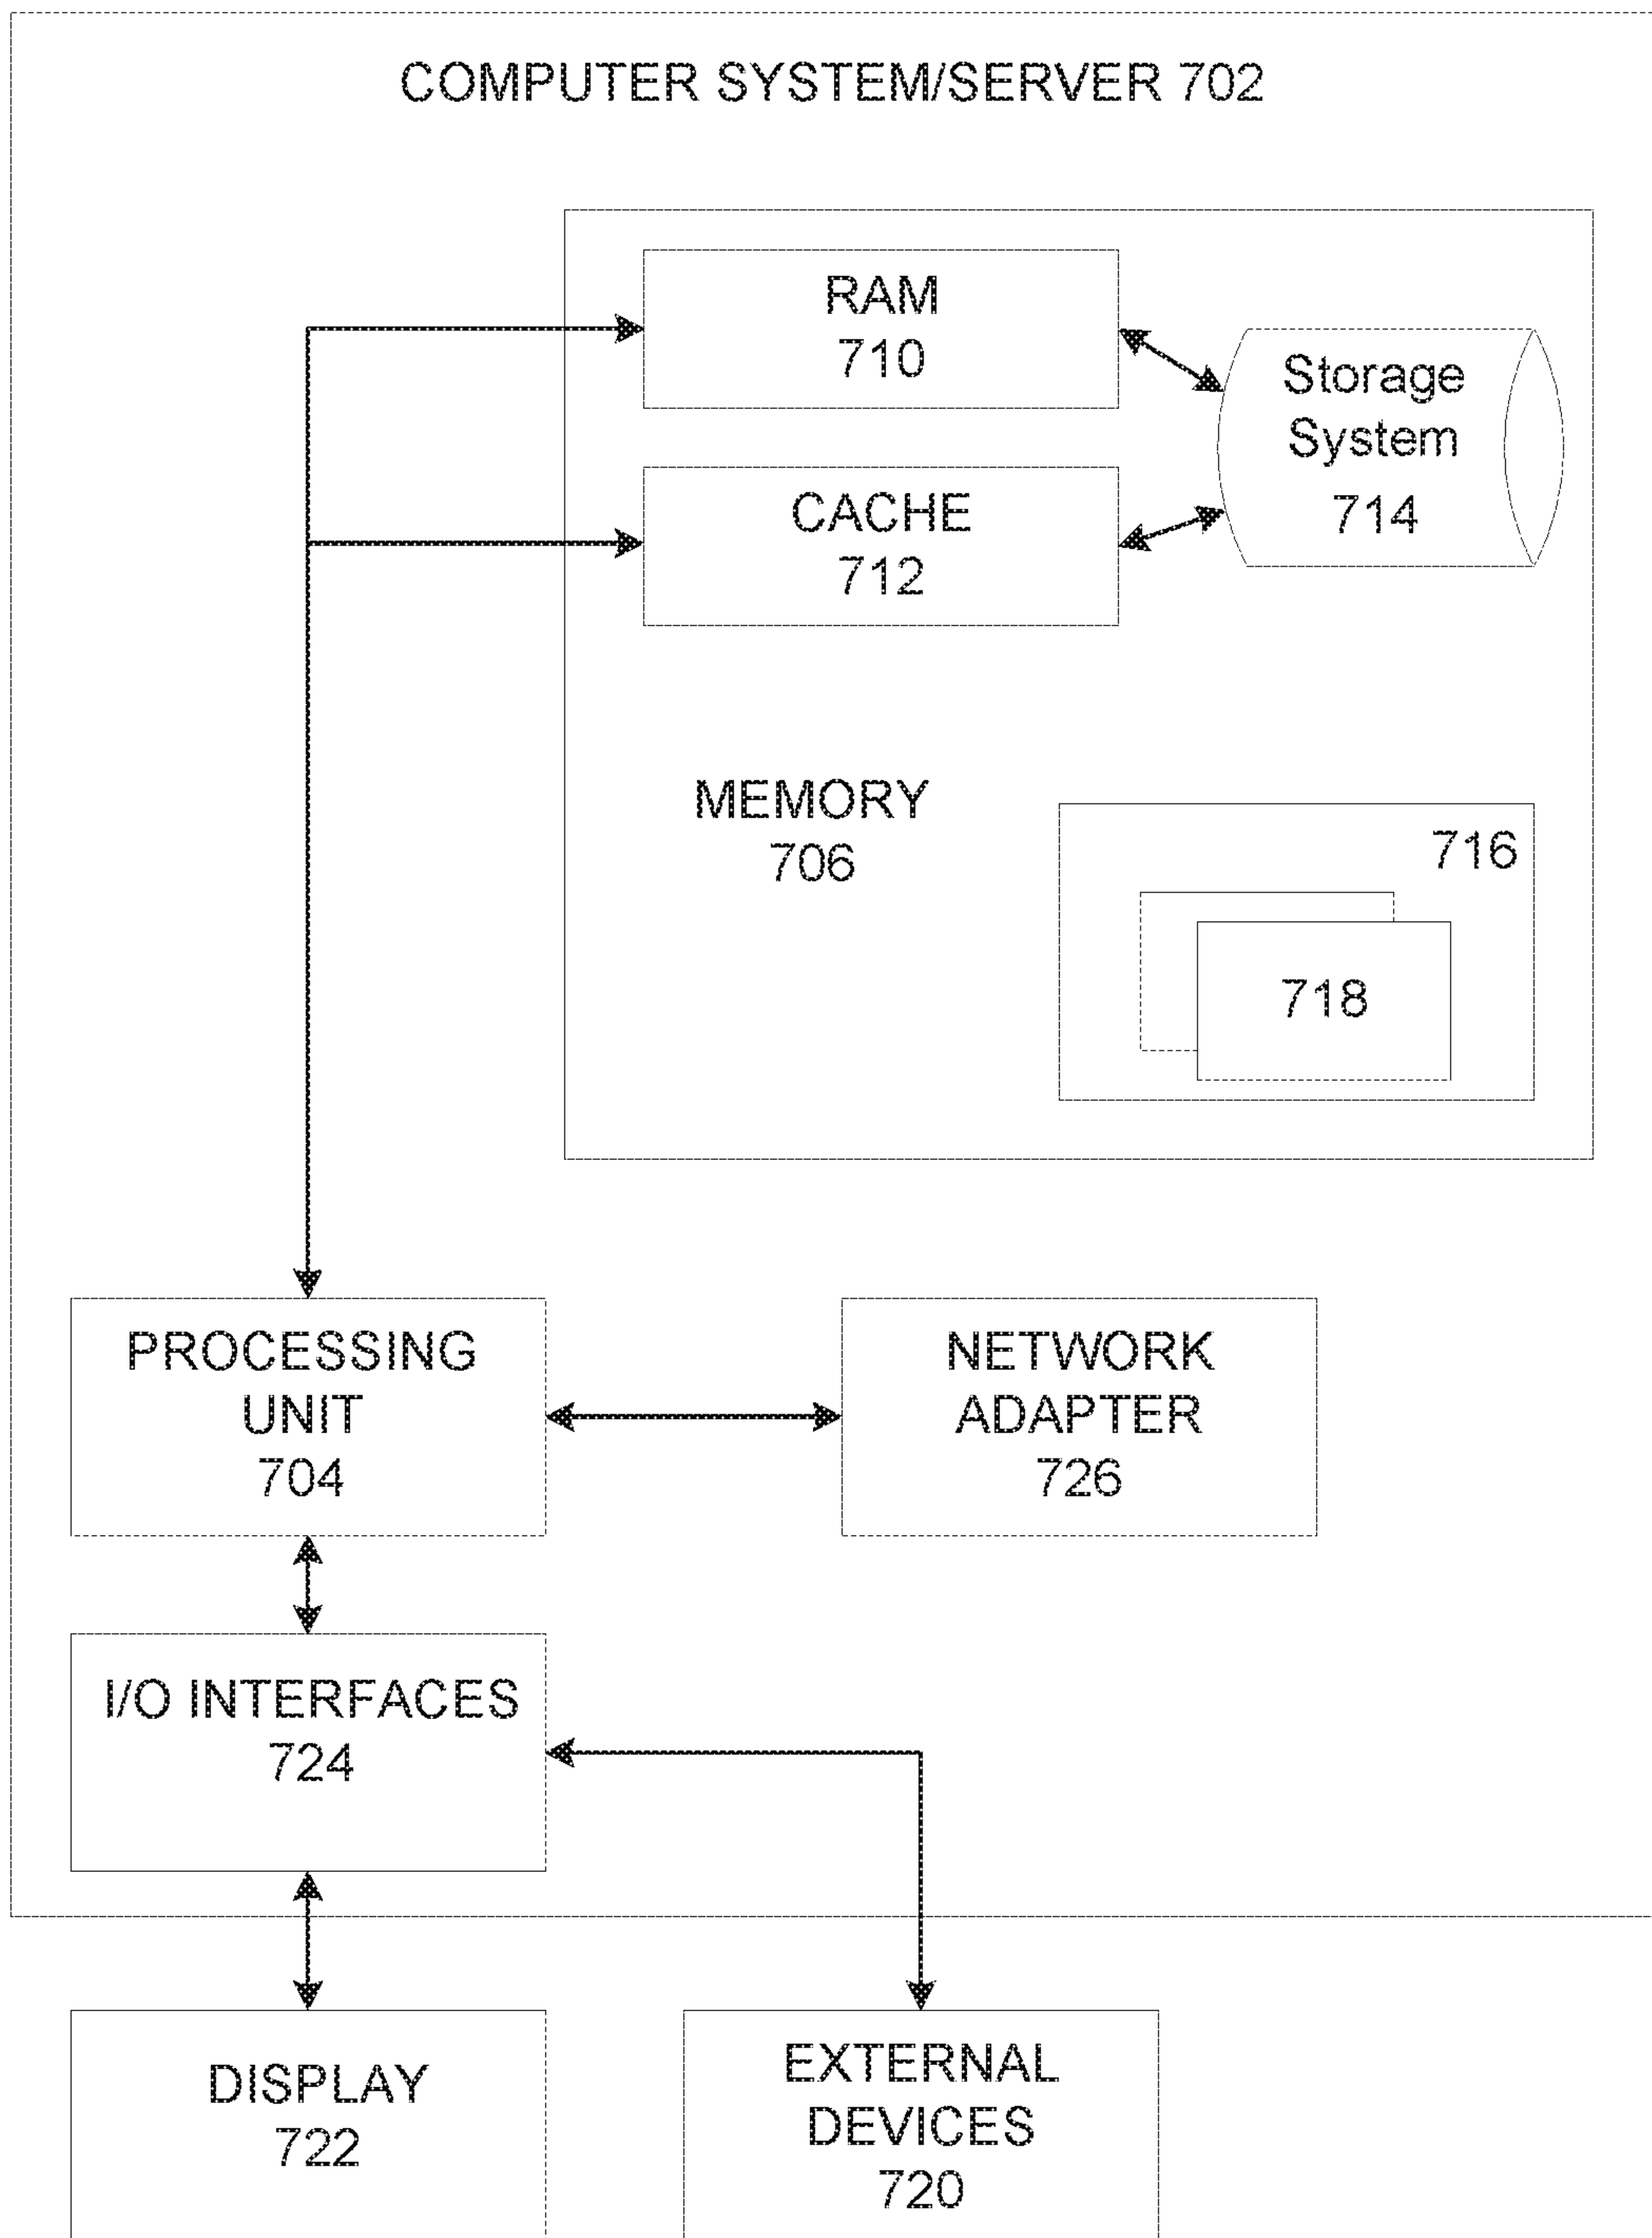 COMPUTER SYSTEM/SERVER 702
RAM
710
Storage
System
714
CACHE
712
MEMORY
706
716
718
PROCESSING
UNIT
704
NETWORK
ADAPTER
726
I/O INTERFACES
724
DISPLAY
722
EXTERNAL
DEVICES
720